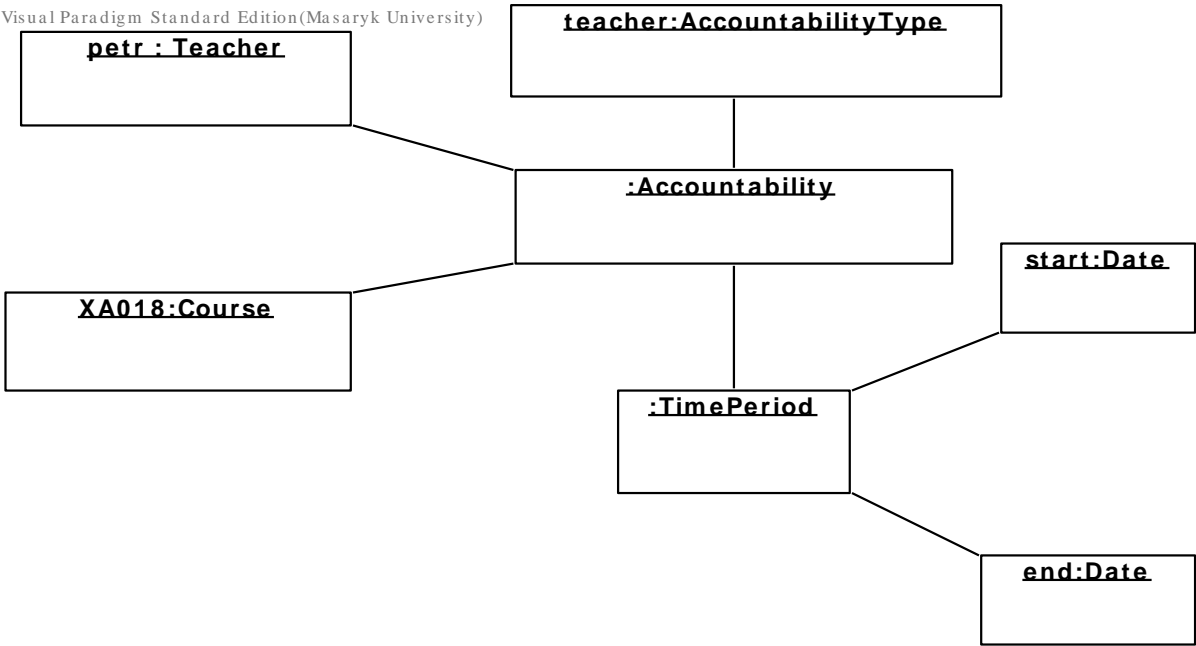 Visual Paradigm Standard Edition(Masaryk University)
petr : Teacher
teacher:AccountabilityType
:Accountability
XA018:Course
start:Date
:TimePeriod
end:Date